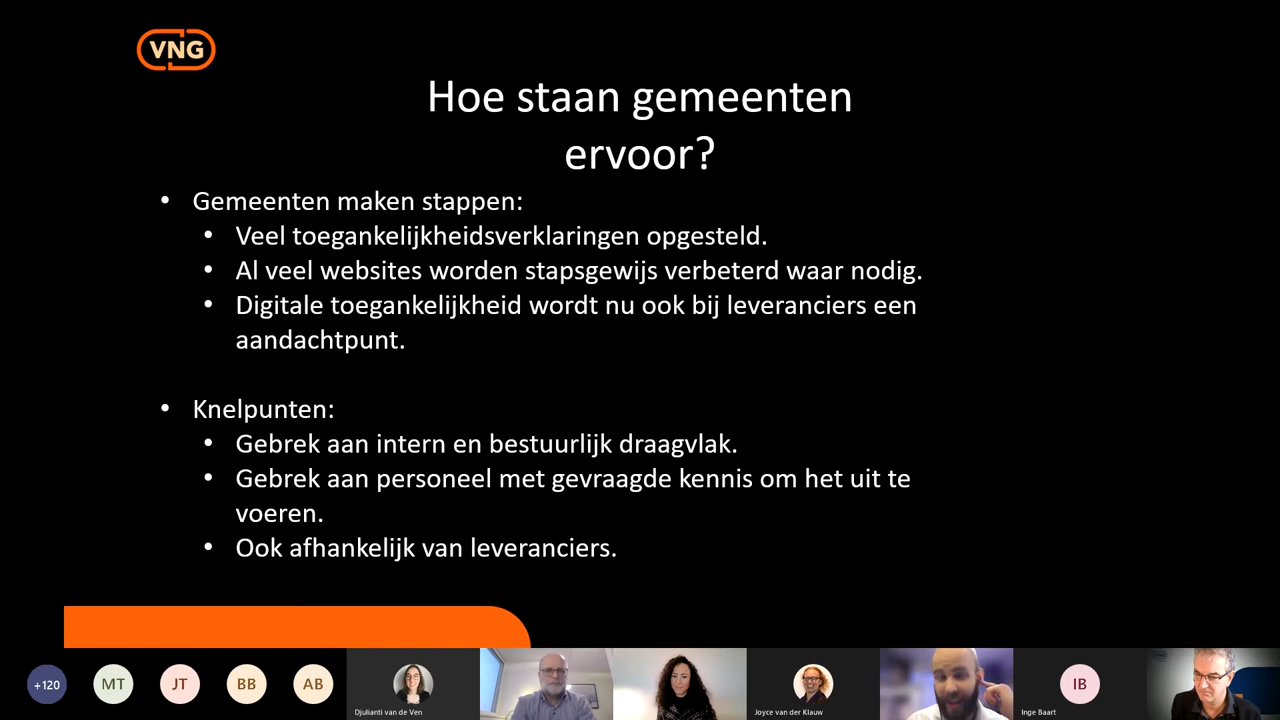 VNG
Hoe staan gemeenten
ervoor?
• Gemeenten maken stappen:
• Veel toegankelijkheidsverklaringen opgesteld.
• Al veel websites worden stapsgewijs verbeterd waar nodig.
• Digitale toegankelijkheid wordt nu ook bij leveranciers een
aandachtpunt.
• Knelpunten:
• Gebrek aan intern en bestuurlijk draagvlak.
• Gebrek aan personeel met gevraagde kennis om het uit te
voeren.
• Ook afhankelijk van leveranciers.
+120 MT JT BB AB IB
Djulianti van de Ven Joyce van der Klauw Inge Baart
VNG